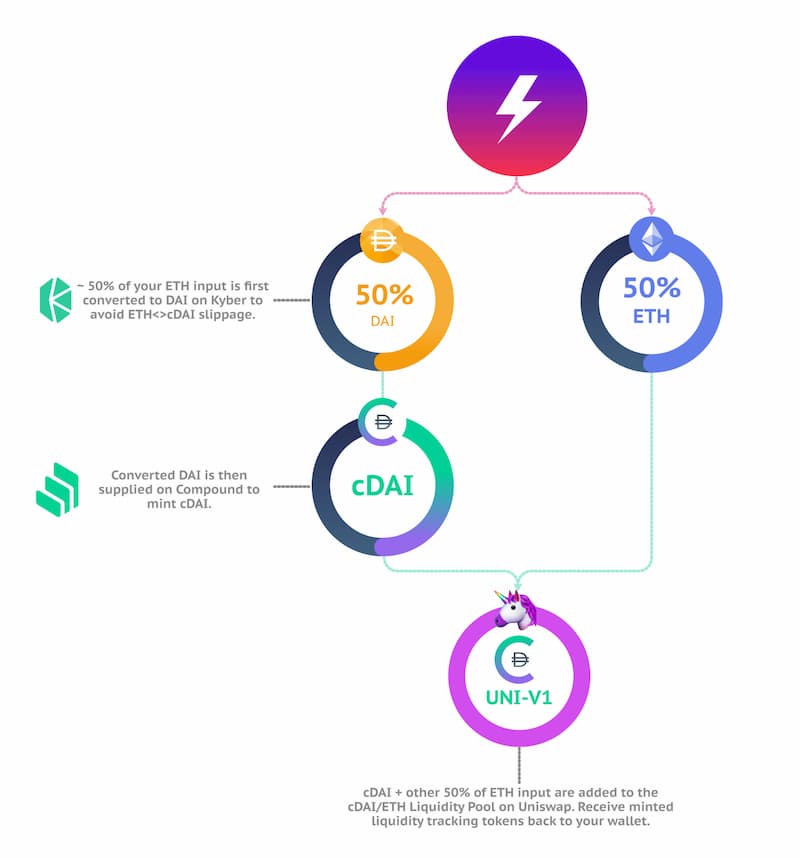 50%
DAI
50%
ETH
~ 50% of your ETH input is first
converted to DAI on Kyber to
avoid ETH<>cDAI slippage.
cDAI
Converted DAI is then
supplied on Compound to
mint cDAI.
UNI-V1
cDAI + other 50% of ETH input are added to the
cDAI/ETH Liquidity Pool on Uniswap. Receive minted
liquidity tracking tokens back to your wallet.